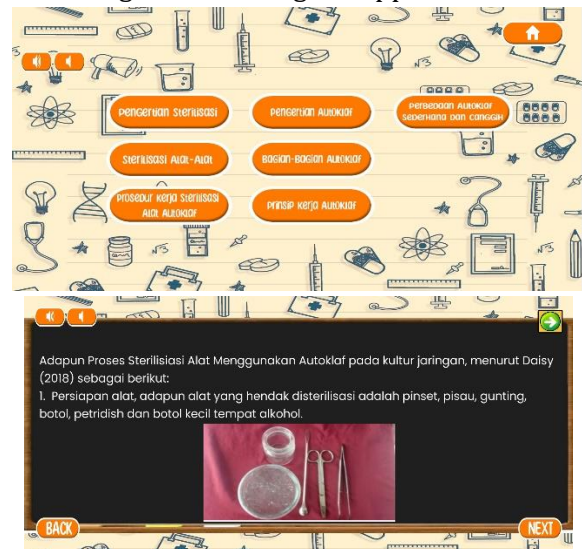 Pengertian Sterilisasi
Pengertian Autoklaf
Perbedaan Autoklaf
Sederhana Dan Canggih
Sterilisasi Alat-Alat
Bagian-Bagian Autoklaf
Prosedur Kerja Sterilisasi
Alat Autoklaf
Prinsip Kerja Autoklaf
Adapun Proses Sterilisiasi Alat Menggunakan Autoklaf pada kultur jaringan, menurut Daisy
(2018) sebagai berikut:
1. Persiapan alat, adapun alat yang hendak disterilisasi adalah pinset, pisau, gunting,
botol, petridish dan botol kecil tempat alkohol.
BACK
NEXT